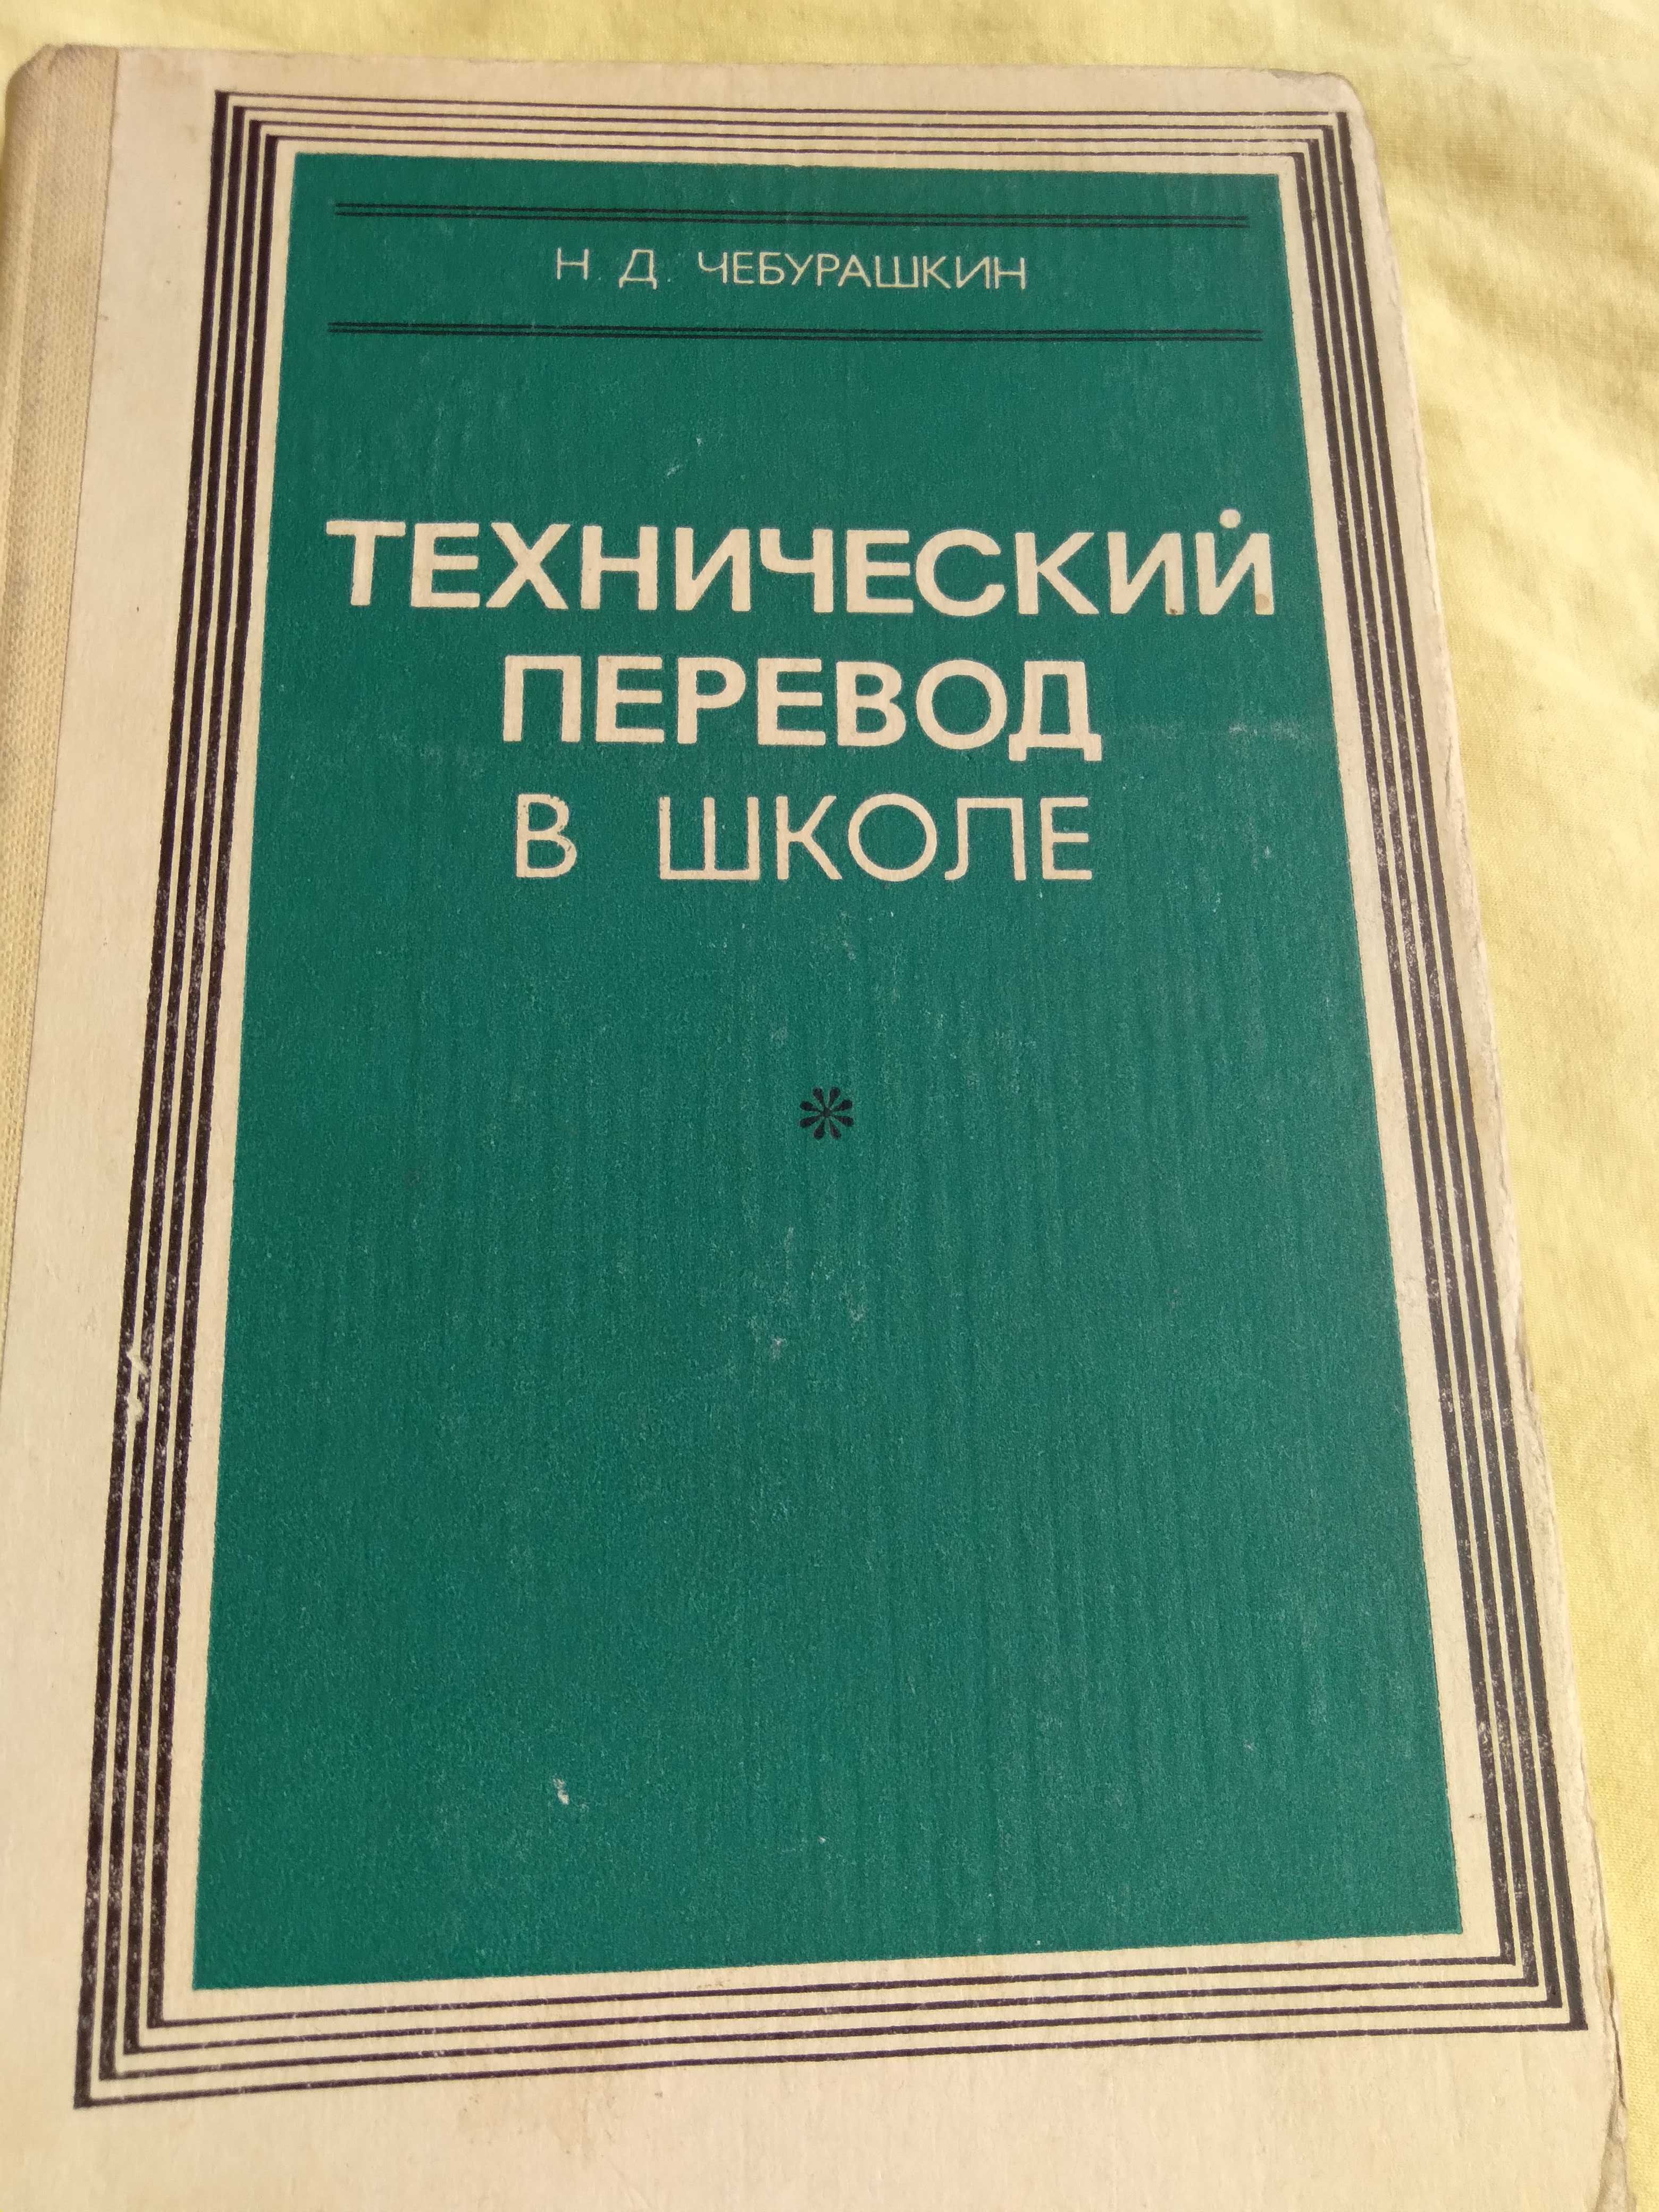 Н. Д. ЧЕБУРАШКИН
ТЕХНИЧЕСКИЙ
ПЕРЕВОД
В ШКОЛЕ